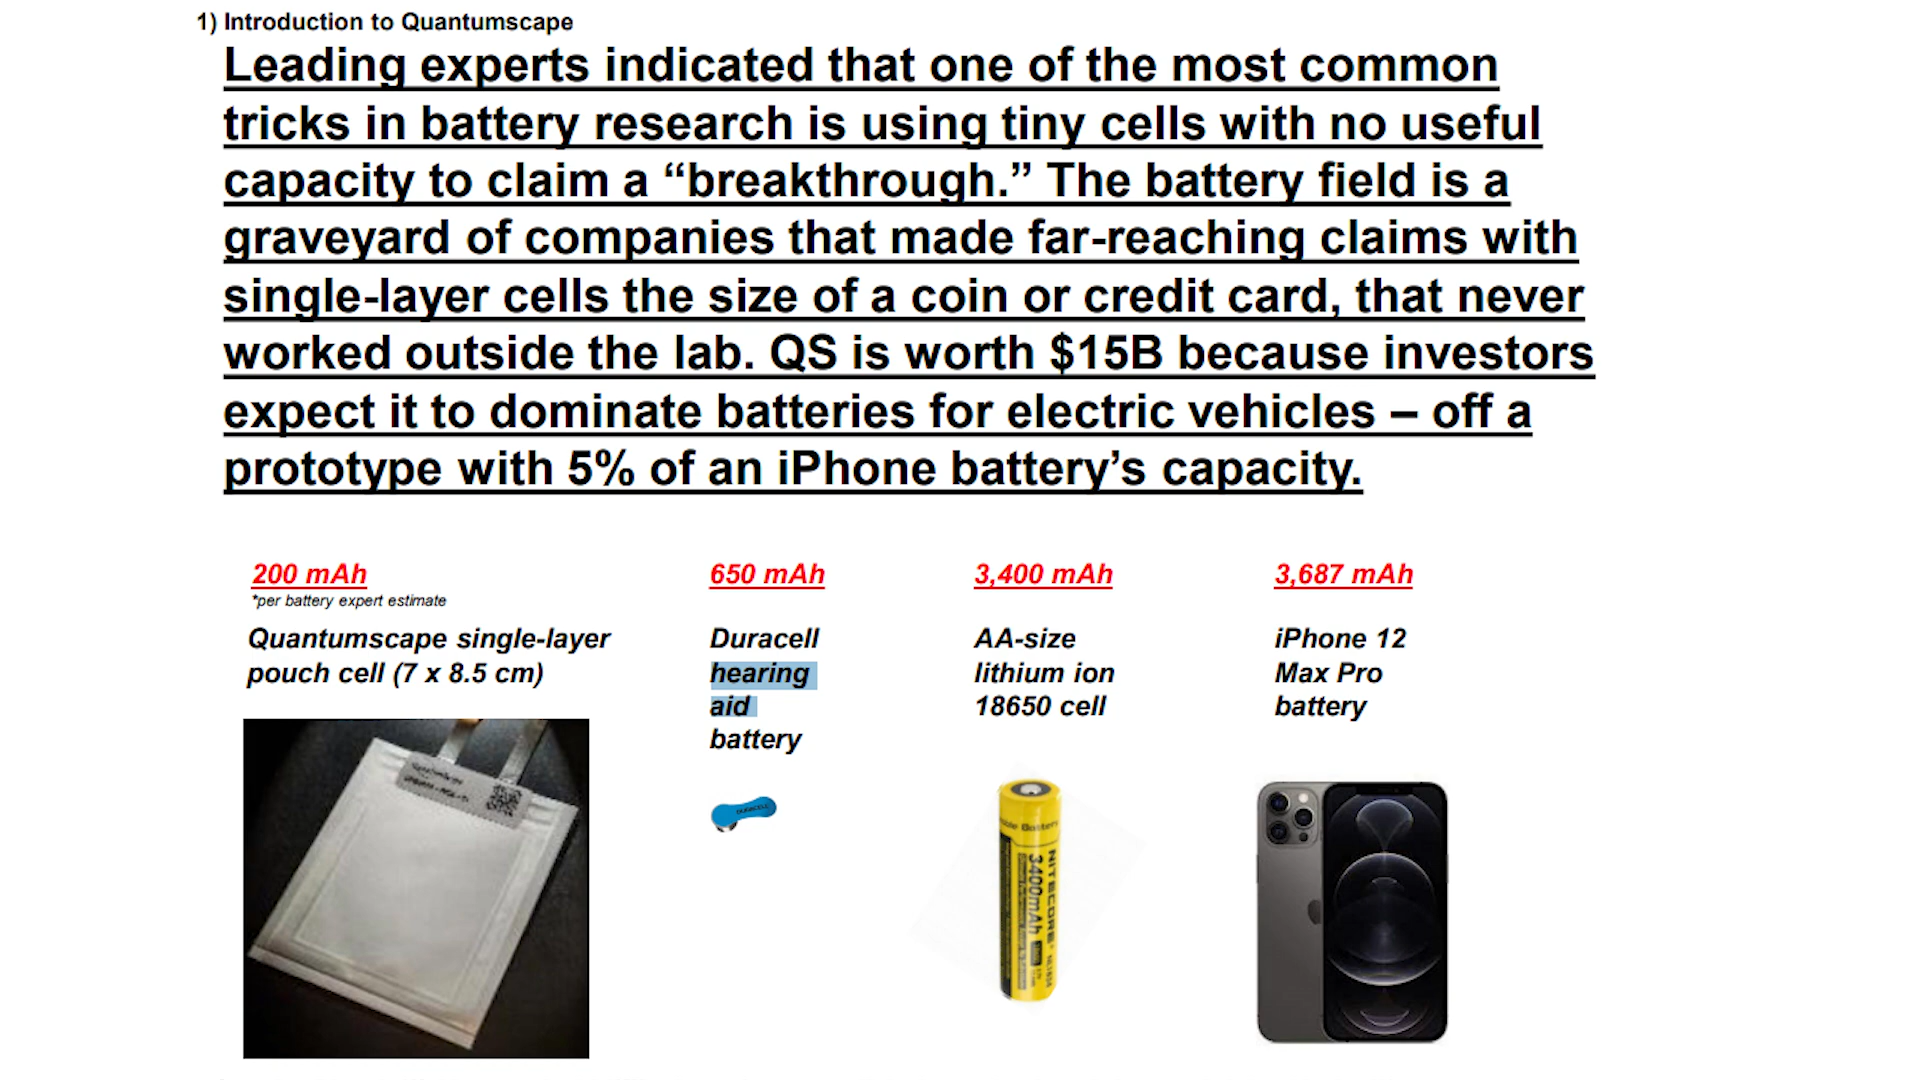 1) Introduction to Quantumscape
Leading experts indicated that one of the most common
tricks in battery research is using tiny cells with no useful
capacity to claim a “breakthrough.” The battery field is a
graveyard of companies that made far-reaching claims with
single-layer cells the size of a coin or credit card, that never
worked outside the lab. QS is worth $15B because investors
expect it to dominate batteries for electric vehicles – off a
prototype with 5% of an iPhone battery’s capacity.
200 mAh
*per battery expert estimate
Quantumscape single-layer
pouch cell (7 x 8.5 cm)
650 mAh
Duracell
hearing
aid
battery
DURACELL
3,400 mAh
AA-size
lithium ion
18650 cell
Battery
NITECORE
3400mAh
3,687 mAh
iPhone 12
Max Pro
battery